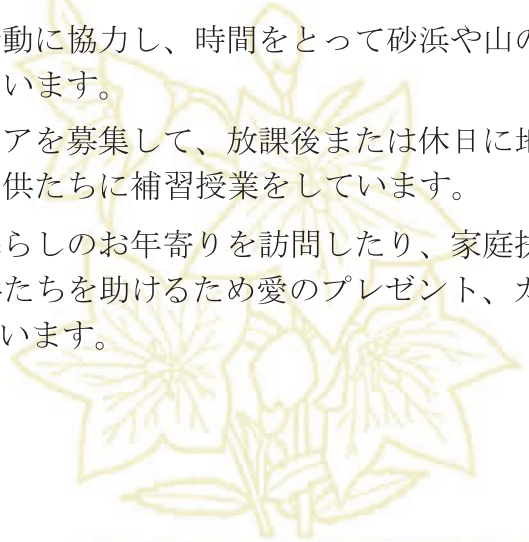 動に協力し、時間をとって砂浜や山の
います。
アを募集して、放課後または休日に地
供たちに補習授業をしています。
らしのお年寄りを訪問したり、家庭扶
たちを助けるため愛のプレゼント、カ
います。